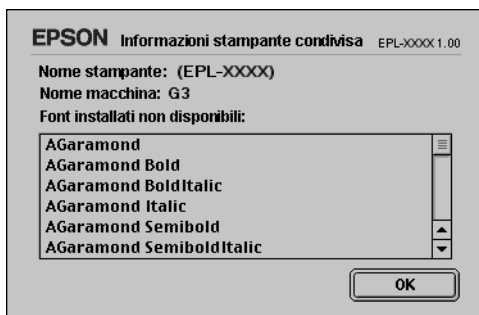 EPSON Informazioni stampante condivisa EPL-XXXX 1.00
Nome stampante: (EPL-XXXX)
Nome macchina: G3
Font installati non disponibili:
AGaramond
AGaramond Bold
AGaramond BoldItalic
AGaramond Italic
AGaramond Semibold
AGaramond SemiboldItalic
OK